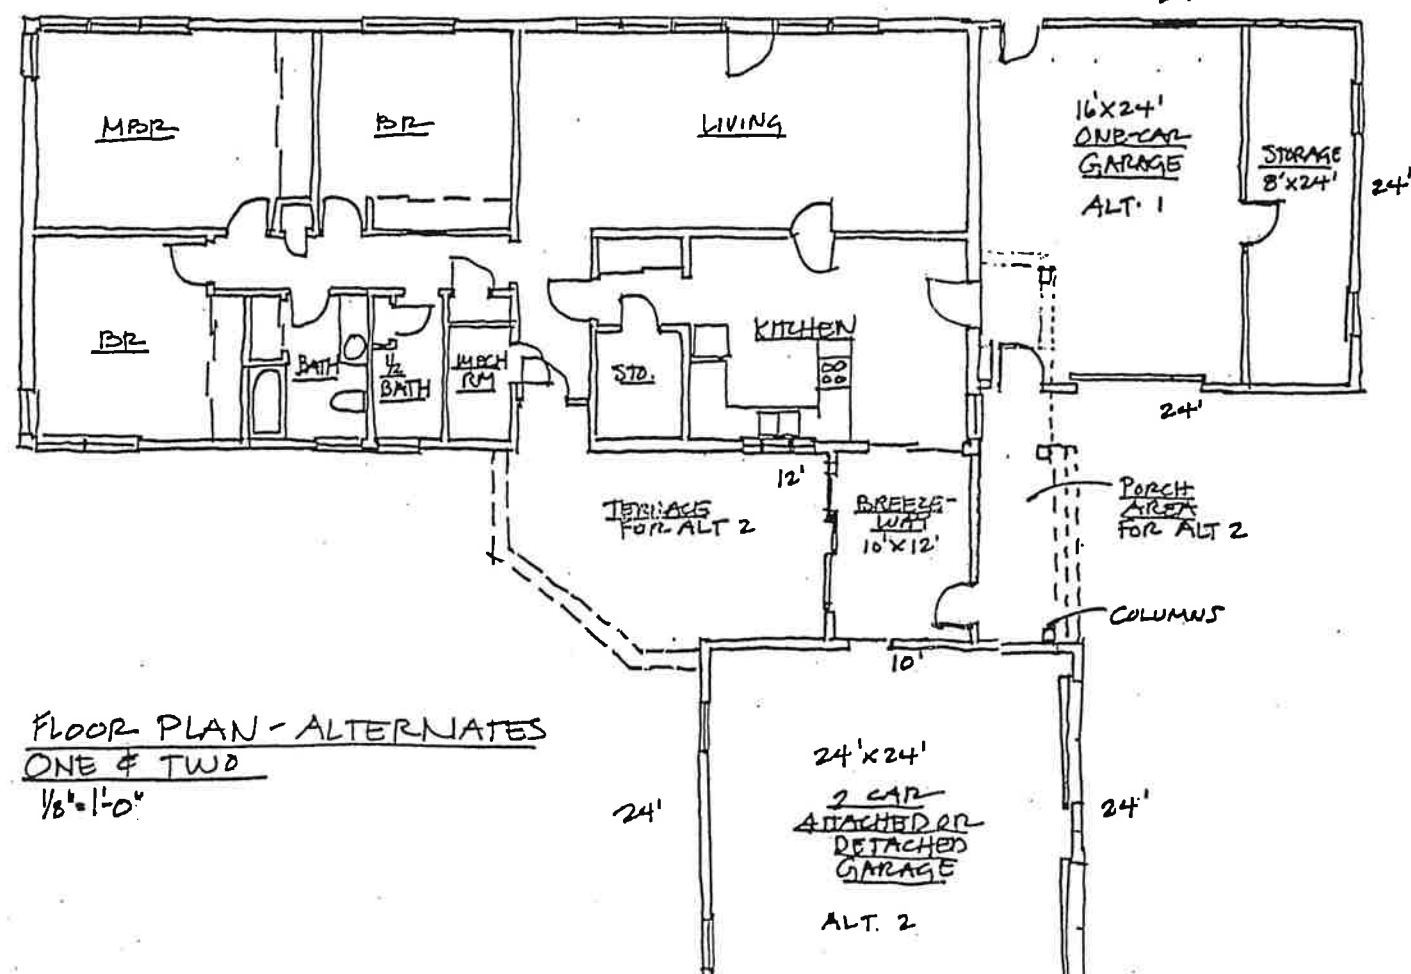 MBR
BR
LIVING
16'X24'
ONE-CAR
GARAGE
ALT. 1
STORAGE
8'X24'
24'
BR
BATH
1/2
BATH
MECH
RM
STO.
KITCHEN
24'
12'
TERRACE
FOR ALT 2
BREEZE-
WAY
10'X12'
PORCH
AREA
FOR ALT 2
COLUMNS
10'
FLOOR PLAN - ALTERNATES
ONE & TWO
1/8"=1'-0"
24'
24'x24'
2 CAR
ATTACHED OR
DETACHED
GARAGE
ALT. 2
24'